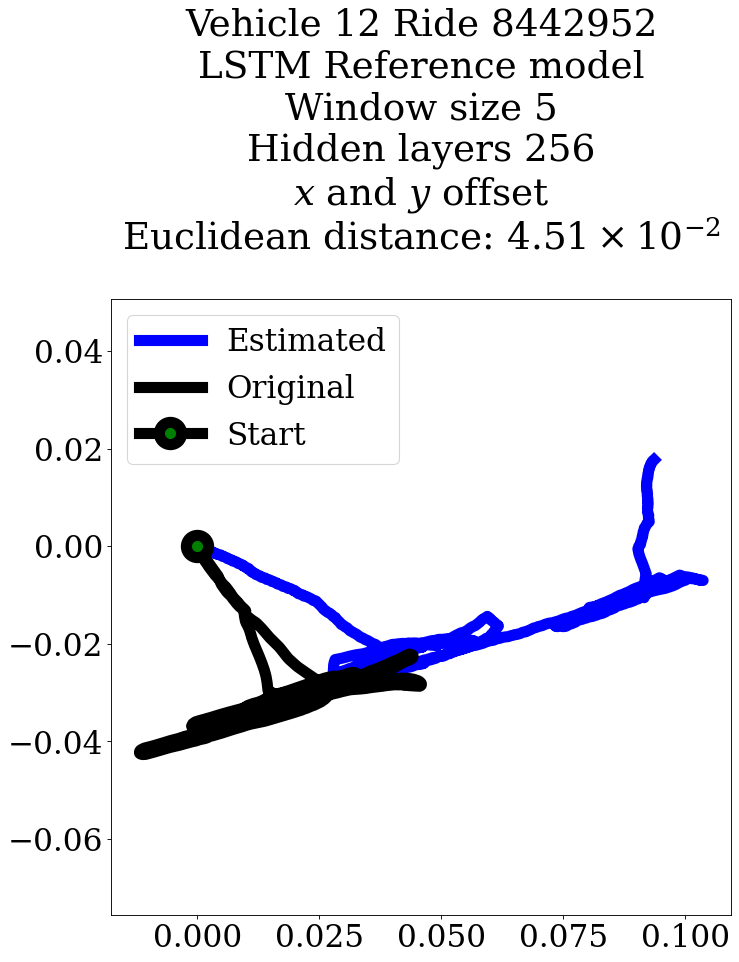 Vehicle 12 Ride 8442952
LSTM Reference model
Window size 5
Hidden layers 256
x and y offset
Euclidean distance: 4.51 × 10⁻²
Estimated
Original
Start
0.04
0.02
0.00
−0.02
−0.04
−0.06
0.000 0.025 0.050 0.075 0.100